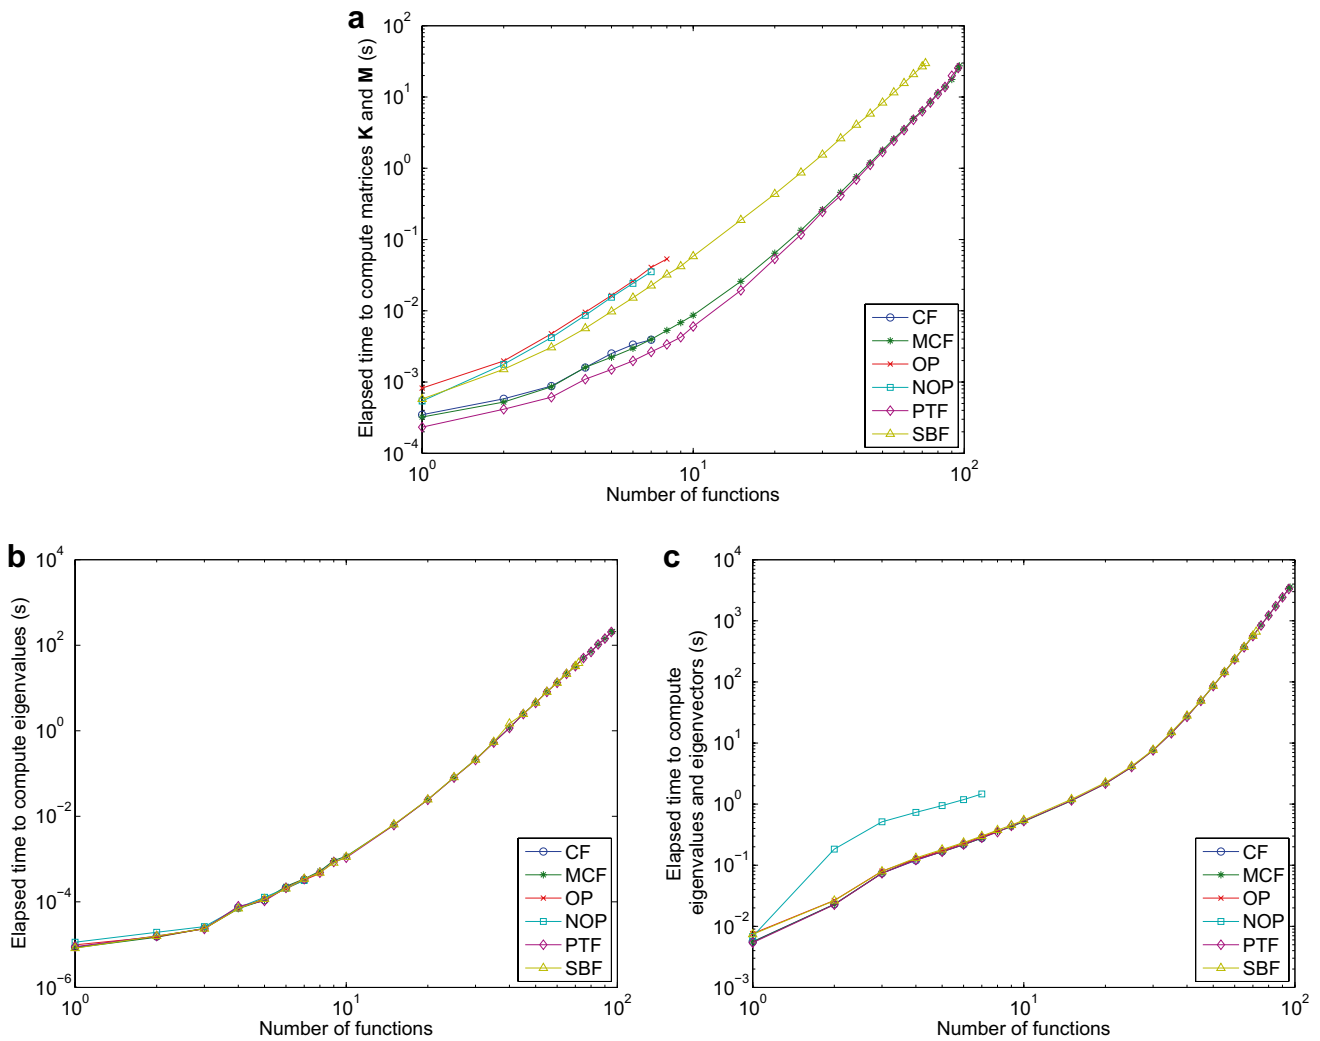 a
10^2
10^1
10^0
10^-1
10^-2
10^-3
10^-4
Elapsed time to compute matrices K and M (s)
10^0
10^1
10^2
Number of functions
CF
MCF
OP
NOP
PTF
SBF
b
10^4
10^2
10^0
10^-2
10^-4
10^-6
Elapsed time to compute eigenvalues (s)
10^0
10^1
10^2
Number of functions
CF
MCF
OP
NOP
PTF
SBF
c
10^4
10^3
10^2
10^1
10^0
10^-1
10^-2
10^-3
Elapsed time to compute
eigenvalues and eigenvectors (s)
10^0
10^1
10^2
Number of functions
CF
MCF
OP
NOP
PTF
SBF